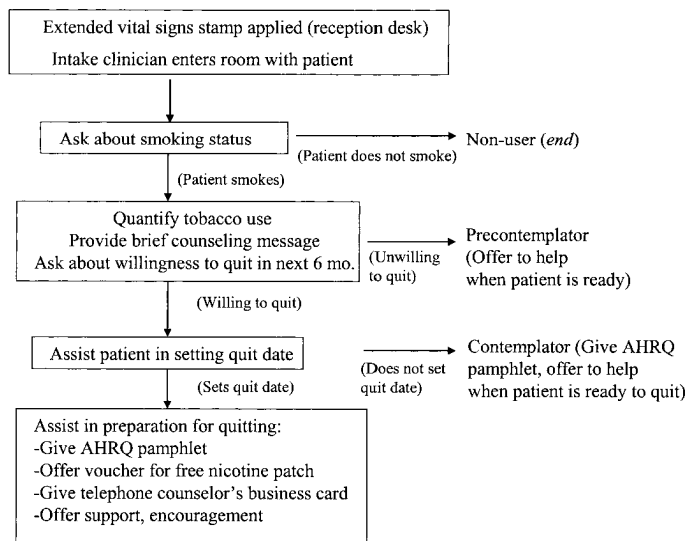 Extended vital signs stamp applied (reception desk)
Intake clinician enters room with patient
Ask about smoking status
(Patient does not smoke)
Non-user (end)
(Patient smokes)
Quantify tobacco use
Provide brief counseling message
Ask about willingness to quit in next 6 mo.
(Unwilling
to quit)
Precontemplator
(Offer to help
when patient is ready)
(Willing to quit)
Assist patient in setting quit date
(Does not set
quit date)
Contemplator (Give AHRQ
pamphlet, offer to help
when patient is ready to quit)
(Sets quit date)
Assist in preparation for quitting:
-Give AHRQ pamphlet
-Offer voucher for free nicotine patch
-Give telephone counselor's business card
-Offer support, encouragement